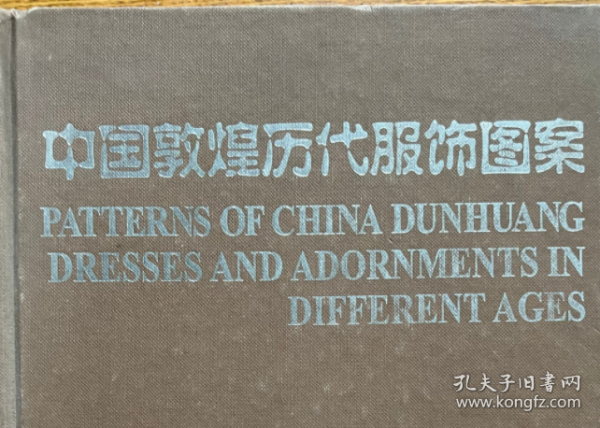 中国敦煌历代服饰图案
PATTERNS OF CHINA DUNHUANG
DRESSES AND ADORNMENTS IN
DIFFERENT AGES
孔夫子旧書网
www.kongfz.com